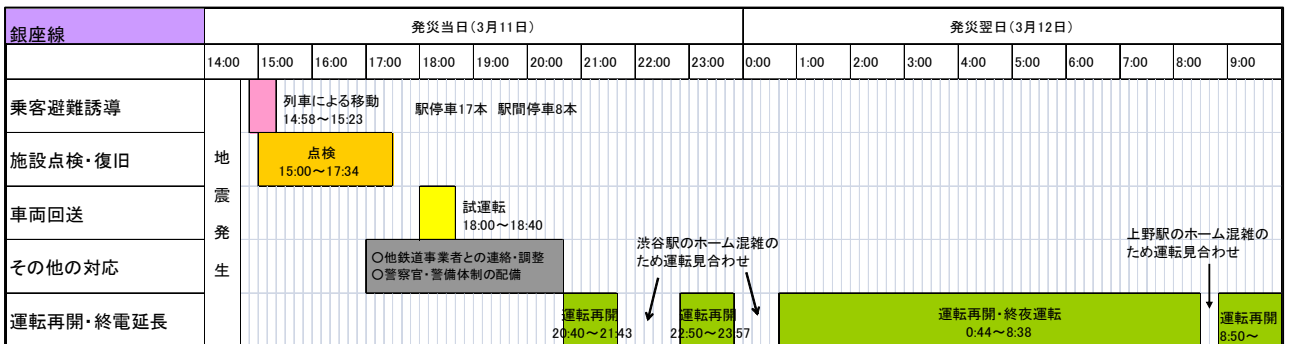 銀座線
発災当日(3月11日)
発災翌日(3月12日)
14:00 15:00 16:00 17:00 18:00 19:00 20:00 21:00 22:00 23:00 0:00 1:00 2:00 3:00 4:00 5:00 6:00 7:00 8:00 9:00
地震発生
乗客避難誘導
列車による移動
14:58～15:23
駅停車17本 駅間停車8本
施設点検・復旧
点検
15:00～17:34
車両回送
試運転
18:00～18:40
その他の対応
○他鉄道事業者との連絡・調整
○警察官・警備体制の配備
渋谷駅のホーム混雑の
ため運転見合わせ
上野駅のホーム混雑の
ため運転見合わせ
運転再開・終電延長
運転再開
20:40～21:43
運転再開
22:50～23:57
運転再開・終夜運転
0:44～8:38
運転再開
8:50～